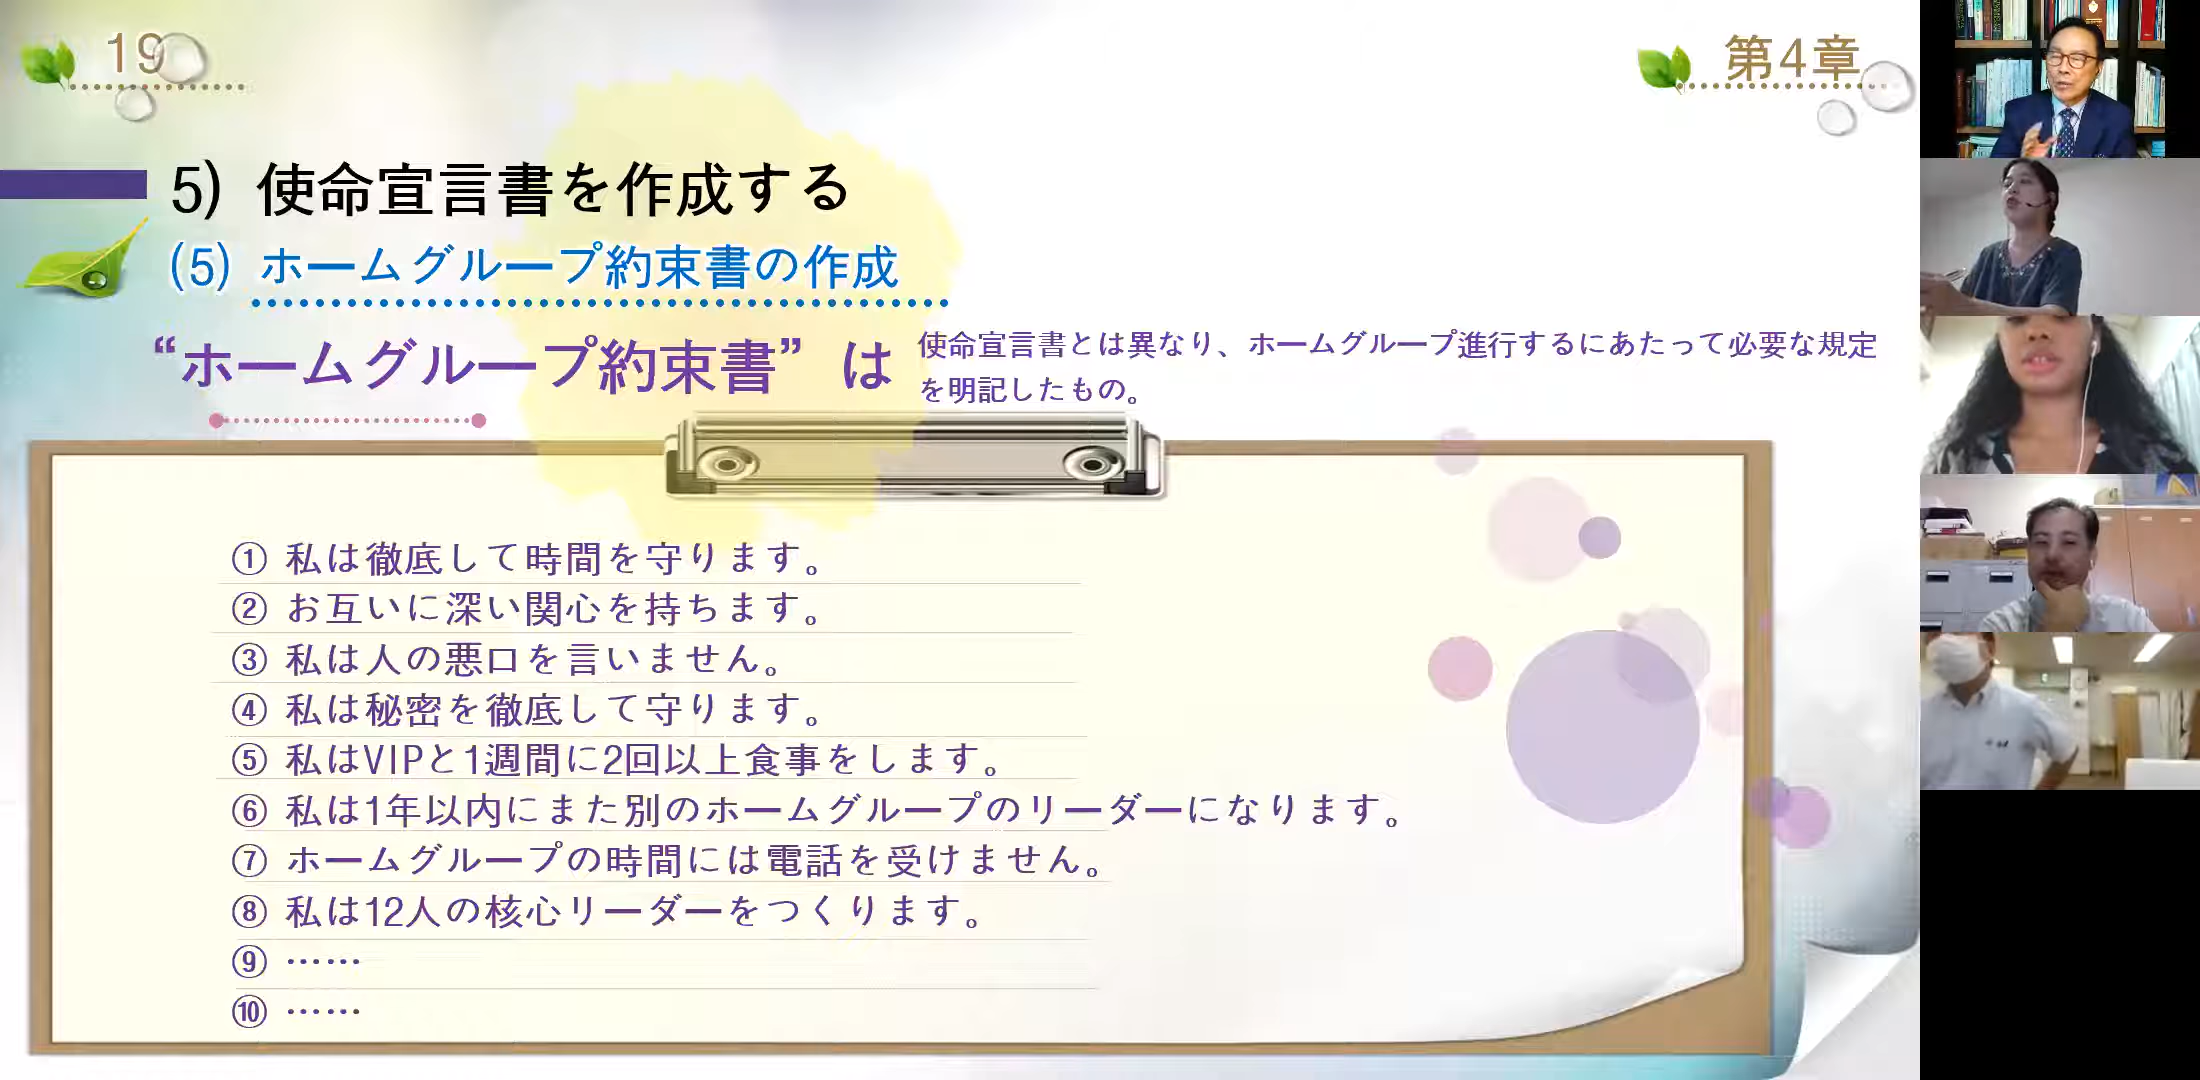 19
第4章
5) 使命宣言書を作成する
(5) ホームグループ約束書の作成
“ホームグループ約束書” は
使命宣言書とは異なり、ホームグループ進行するにあたって必要な規定
を明記したもの。
① 私は徹底して時間を守ります。
② お互いに深い関心を持ちます。
③ 私は人の悪口を言いません。
④ 私は秘密を徹底して守ります。
⑤ 私はVIPと1週間に2回以上食事をします。
⑥ 私は1年以内にまた別のホームグループのリーダーになります。
⑦ ホームグループの時間には電話を受けません。
⑧ 私は12人の核心リーダーをつくります。
⑨ ……
⑩ ……